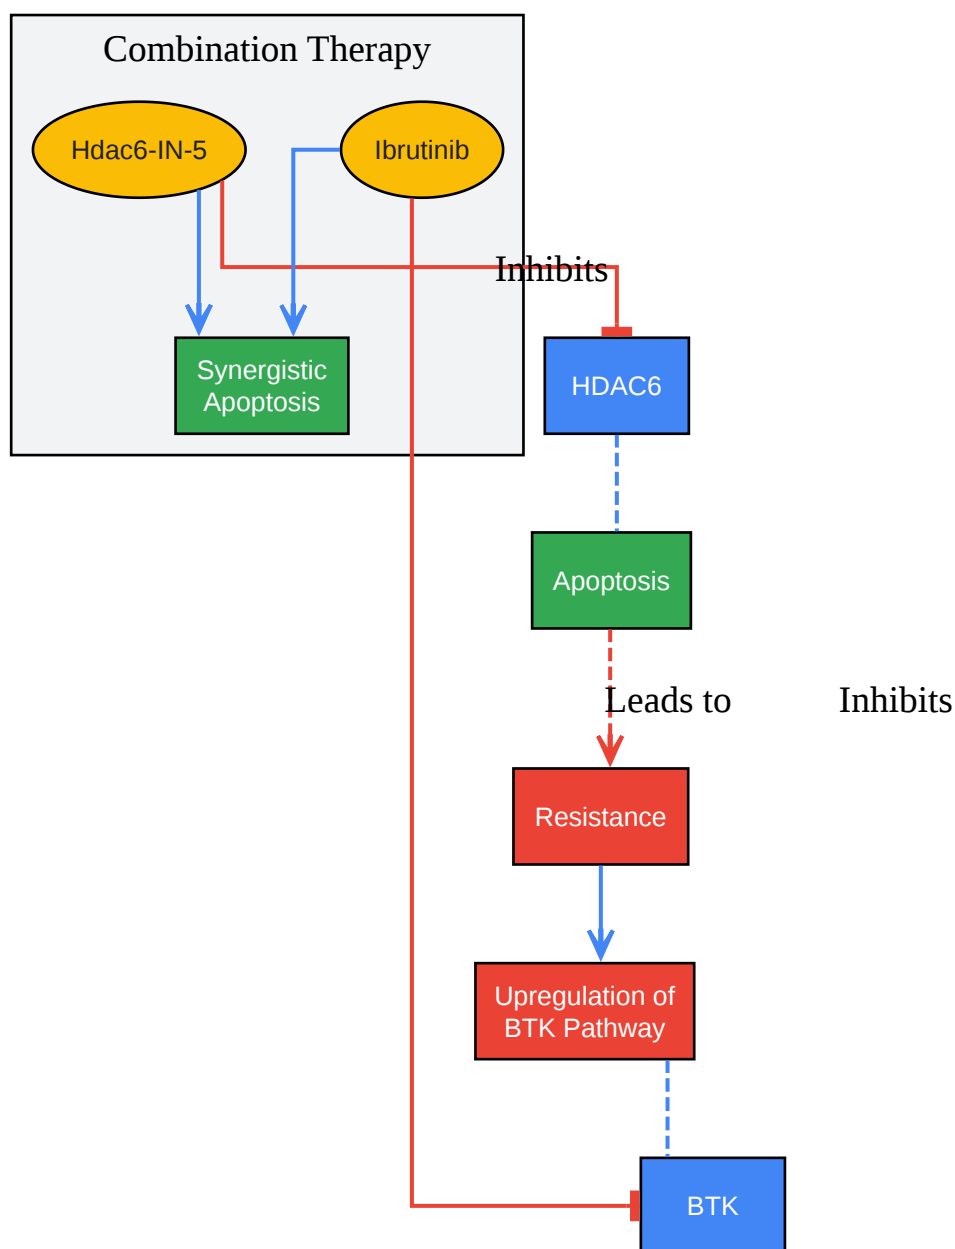 Combination Therapy
Hdac6-IN-5
Ibrutinib
Inhibits
Synergistic
Apoptosis
HDAC6
Apoptosis
Leads to
Inhibits
Resistance
Upregulation of
BTK Pathway
BTK